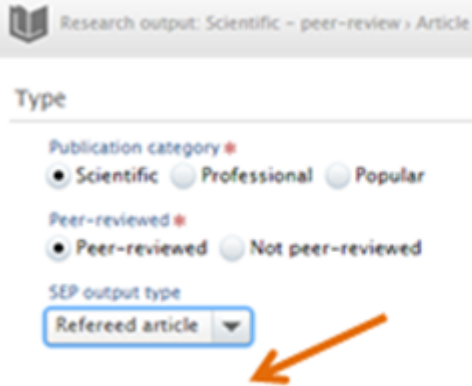 Research output: Scientific - peer-review › Article
Type
Publication category *
Scientific Professional Popular
Peer-reviewed *
Peer-reviewed Not peer-reviewed
SEP output type
Refereed article